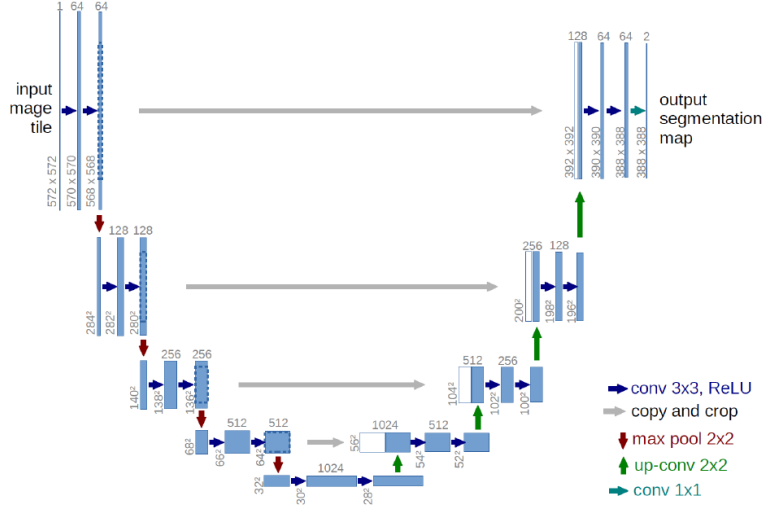 1 64 64
128 64 64 2
input
image
tile
output
segmentation
map
572 x 572
570 x 570
568 x 568
392 x 392
390 x 390
388 x 388
388 x 388
128 128
256 128
284²
282²
280²
200²
198²
196²
256 256
512 256
140²
138²
136²
104²
102²
100²
512 512
1024 512
68²
66²
64²
56²
54²
52²
1024
32²
30²
28²
conv 3x3, ReLU
copy and crop
max pool 2x2
up-conv 2x2
conv 1x1